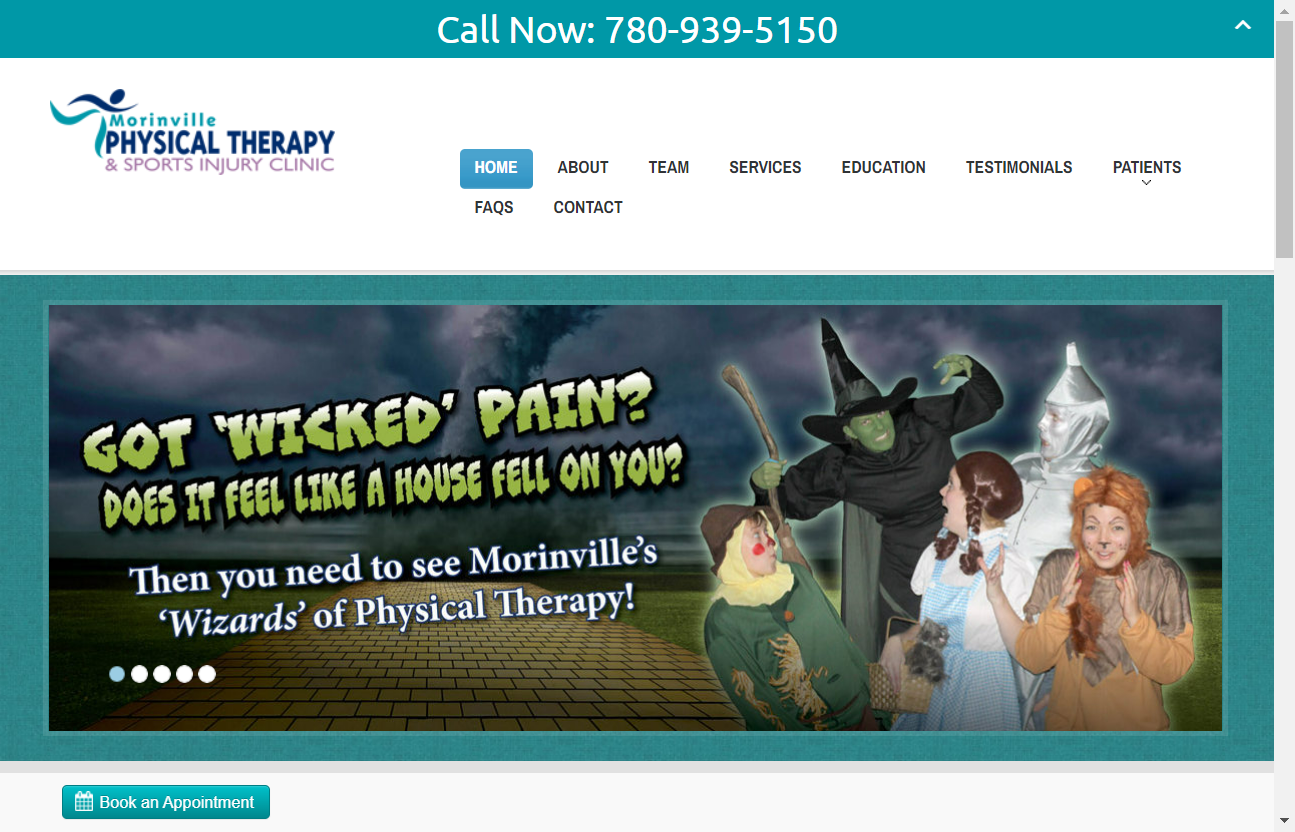 Call Now: 780-939-5150
Morinville
PHYSICAL THERAPY
& SPORTS INJURY CLINIC
HOME ABOUT TEAM SERVICES EDUCATION TESTIMONIALS PATIENTS
FAQS CONTACT
GOT 'WICKED' PAIN?
DOES IT FEEL LIKE A HOUSE FELL ON YOU?
Then you need to see Morinville's
'Wizards' of Physical Therapy!
Book an Appointment